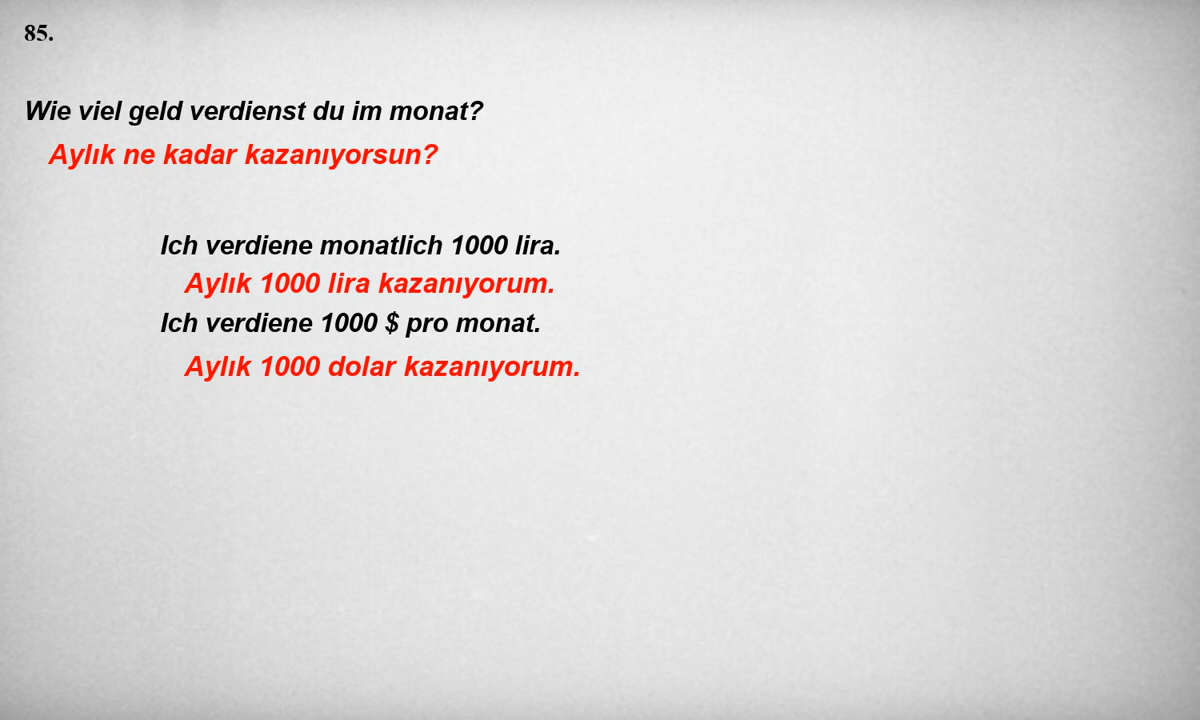 85.
Wie viel geld verdienst du im monat?
Aylık ne kadar kazanıyorsun?
Ich verdiene monatlich 1000 lira.
Aylık 1000 lira kazanıyorum.
Ich verdiene 1000 $ pro monat.
Aylık 1000 dolar kazanıyorum.